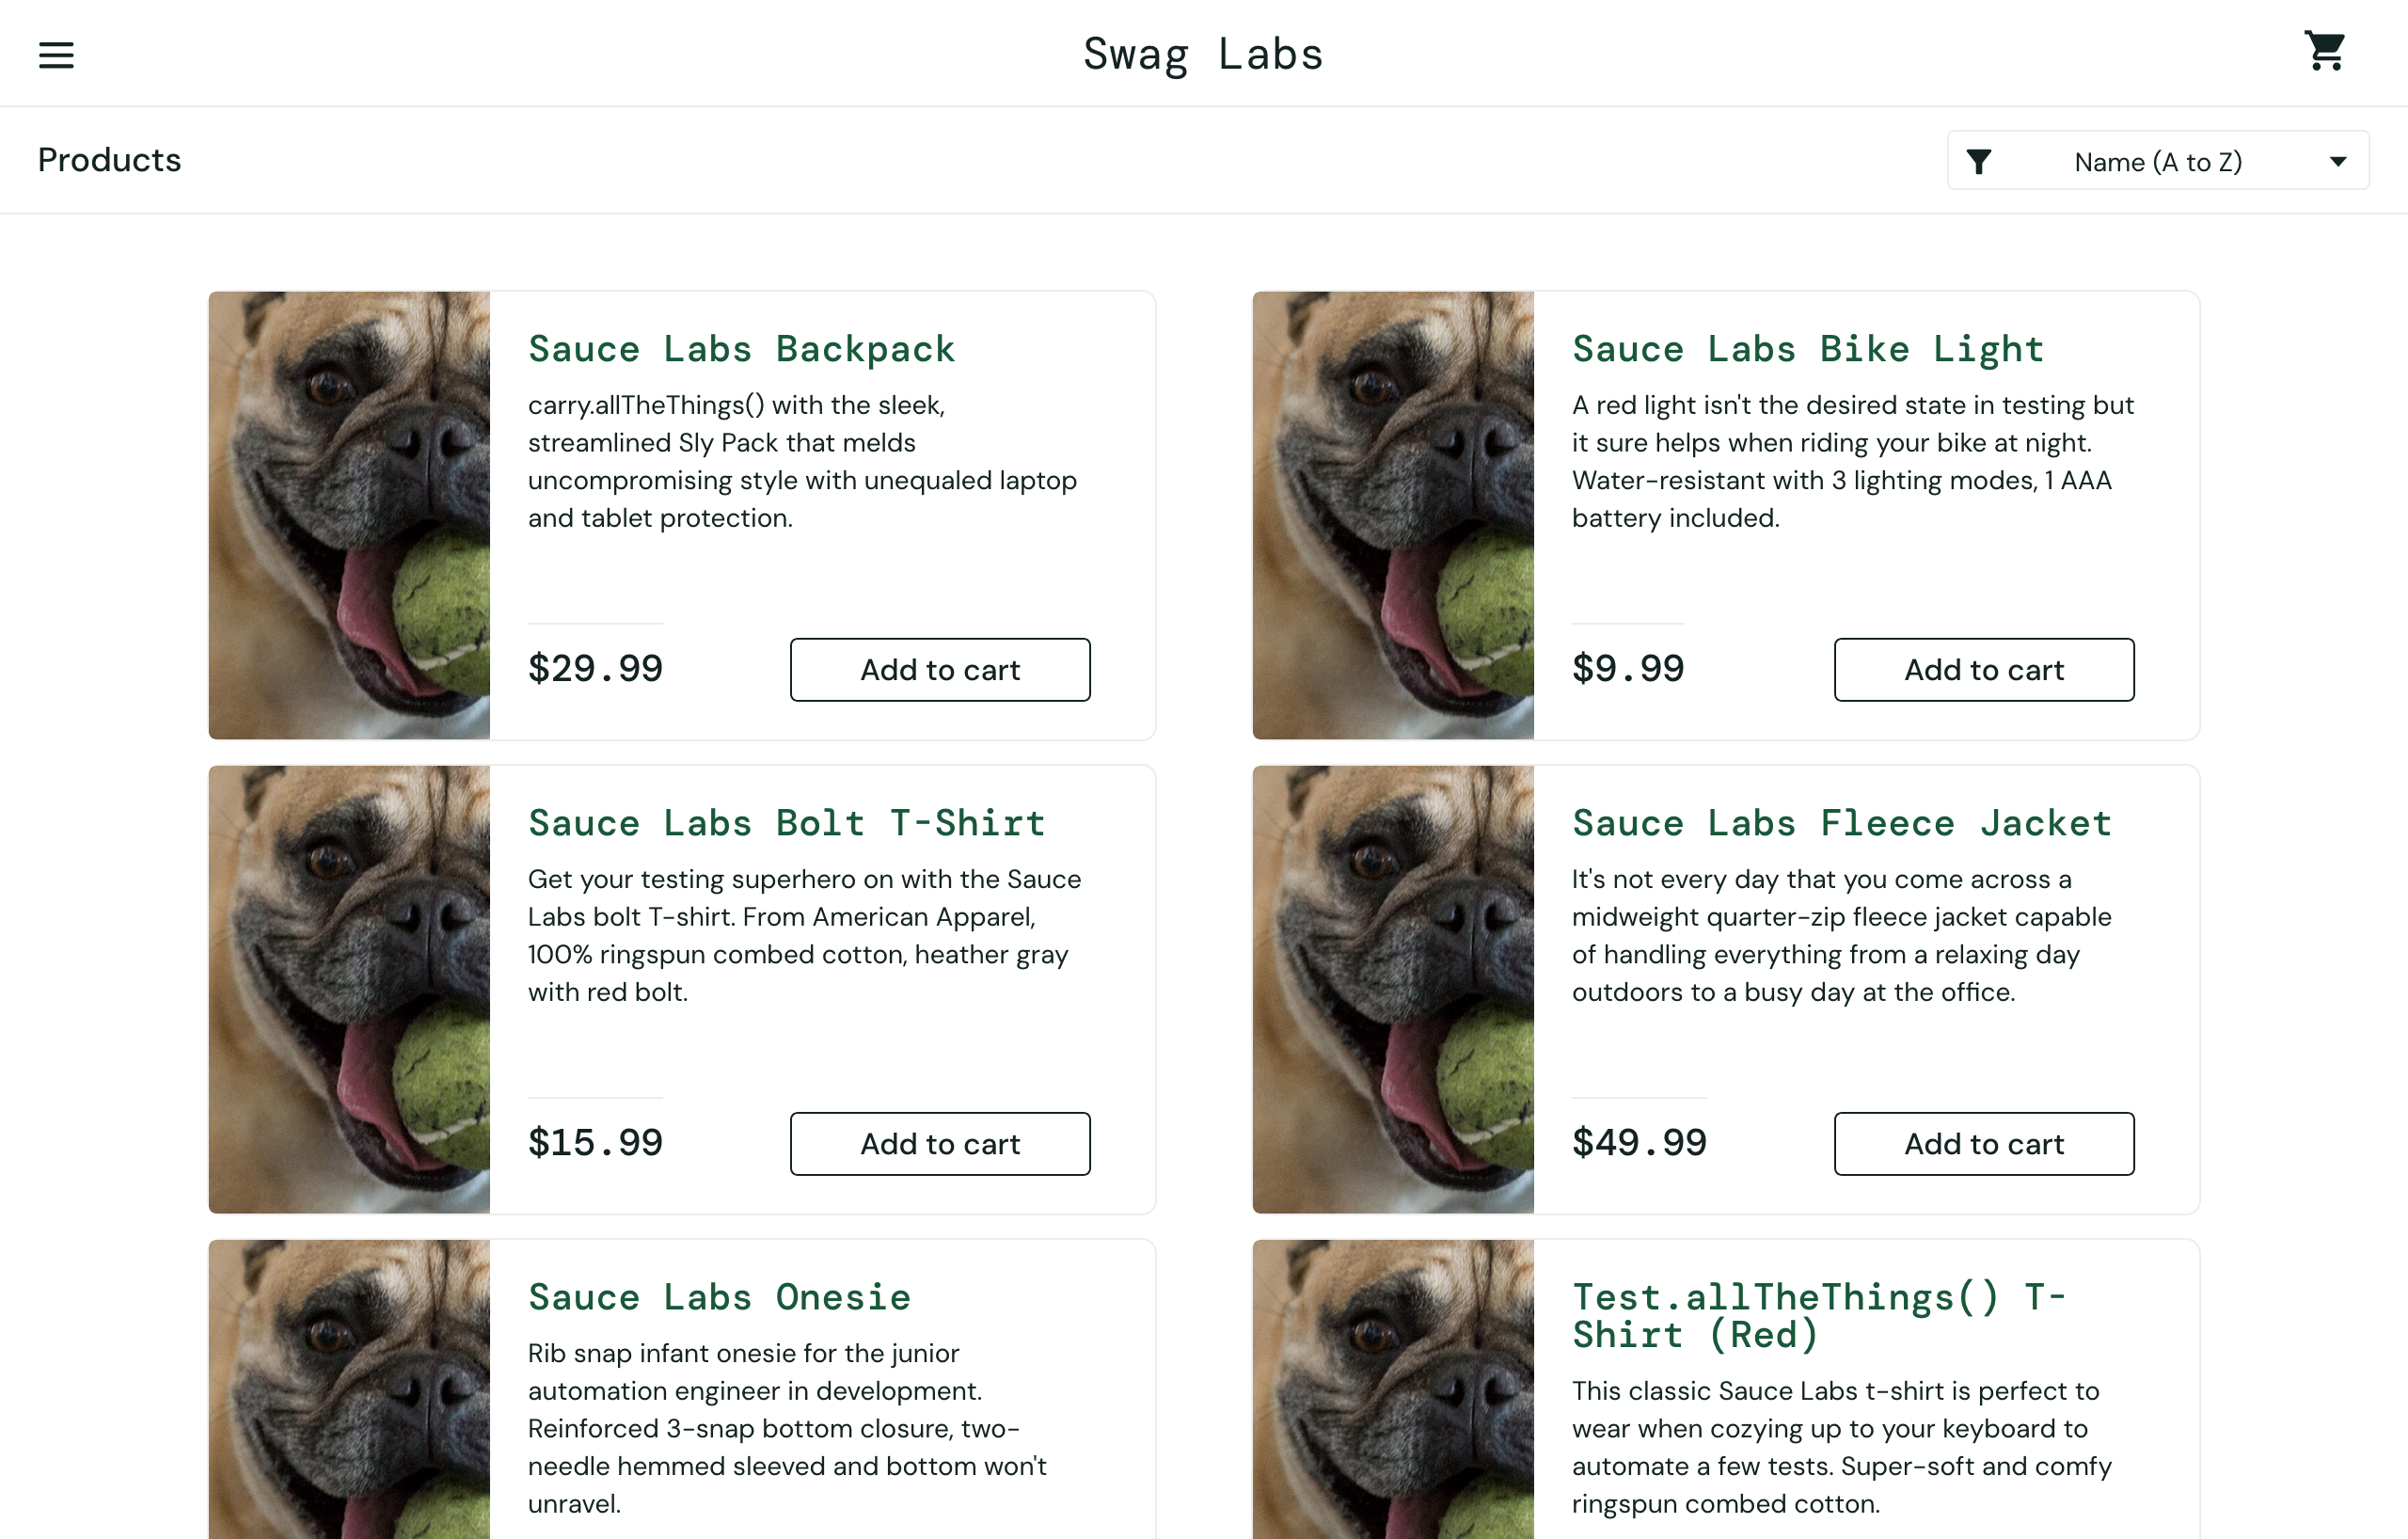 Swag Labs
Products
Name (A to Z)
Sauce Labs Backpack
carry.allTheThings() with the sleek,
streamlined Sly Pack that melds
uncompromising style with unequaled laptop
and tablet protection.
$29.99
Add to cart
Sauce Labs Bike Light
A red light isn't the desired state in testing but
it sure helps when riding your bike at night.
Water-resistant with 3 lighting modes, 1 AAA
battery included.
$9.99
Add to cart
Sauce Labs Bolt T-Shirt
Get your testing superhero on with the Sauce
Labs bolt T-shirt. From American Apparel,
100% ringspun combed cotton, heather gray
with red bolt.
$15.99
Add to cart
Sauce Labs Fleece Jacket
It's not every day that you come across a
midweight quarter-zip fleece jacket capable
of handling everything from a relaxing day
outdoors to a busy day at the office.
$49.99
Add to cart
Sauce Labs Onesie
Rib snap infant onesie for the junior
automation engineer in development.
Reinforced 3-snap bottom closure, two-
needle hemmed sleeved and bottom won't
unravel.
Test.allTheThings() T-
Shirt (Red)
This classic Sauce Labs t-shirt is perfect to
wear when cozying up to your keyboard to
automate a few tests. Super-soft and comfy
ringspun combed cotton.